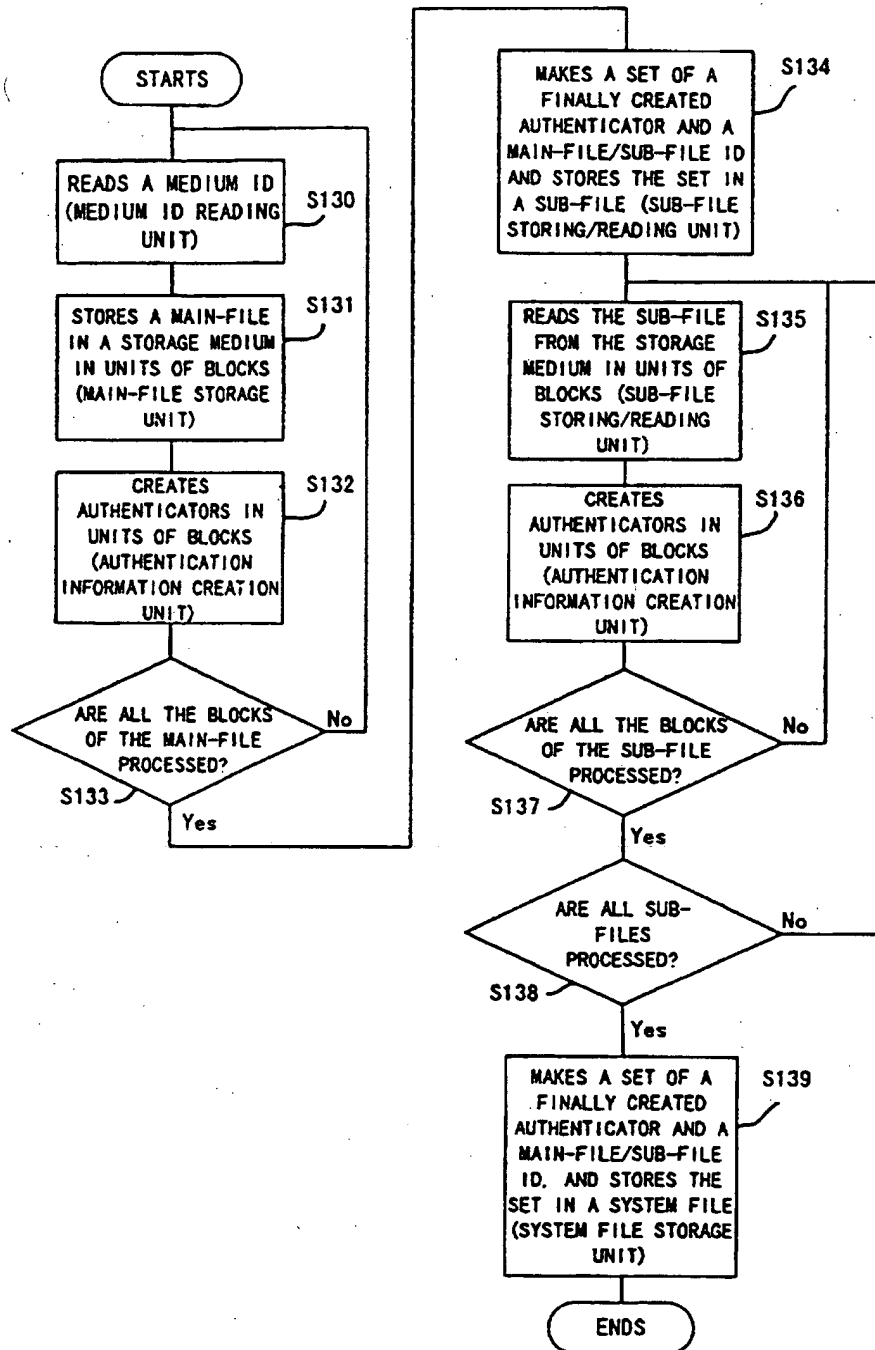 STARTS
READS A MEDIUM ID
(MEDIUM ID READING
UNIT)
S130
STORES A MAIN-FILE
IN A STORAGE MEDIUM
IN UNITS OF BLOCKS
(MAIN-FILE STORAGE
UNIT)
S131
CREATES
AUTHENTICATORS IN
UNITS OF BLOCKS
(AUTHENTICATION
INFORMATION CREATION
UNIT)
S132
ARE ALL THE BLOCKS
OF THE MAIN-FILE
PROCESSED?
No
S133
Yes
MAKES A SET OF A
FINALLY CREATED
AUTHENTICATOR AND A
MAIN-FILE/SUB-FILE ID
AND STORES THE SET IN
A SUB-FILE (SUB-FILE
STORING/READING UNIT)
S134
READS THE SUB-FILE
FROM THE STORAGE
MEDIUM IN UNITS OF
BLOCKS (SUB-FILE
STORING/READING
UNIT)
S135
CREATES
AUTHENTICATORS IN
UNITS OF BLOCKS
(AUTHENTICATION
INFORMATION CREATION
UNIT)
S136
ARE ALL THE BLOCKS
OF THE SUB-FILE
PROCESSED?
No
S137
Yes
ARE ALL SUB-
FILES
PROCESSED?
No
S138
Yes
MAKES A SET OF A
FINALLY CREATED
AUTHENTICATOR AND A
MAIN-FILE/SUB-FILE
ID, AND STORES THE
SET IN A SYSTEM FILE
(SYSTEM FILE STORAGE
UNIT)
S139
ENDS